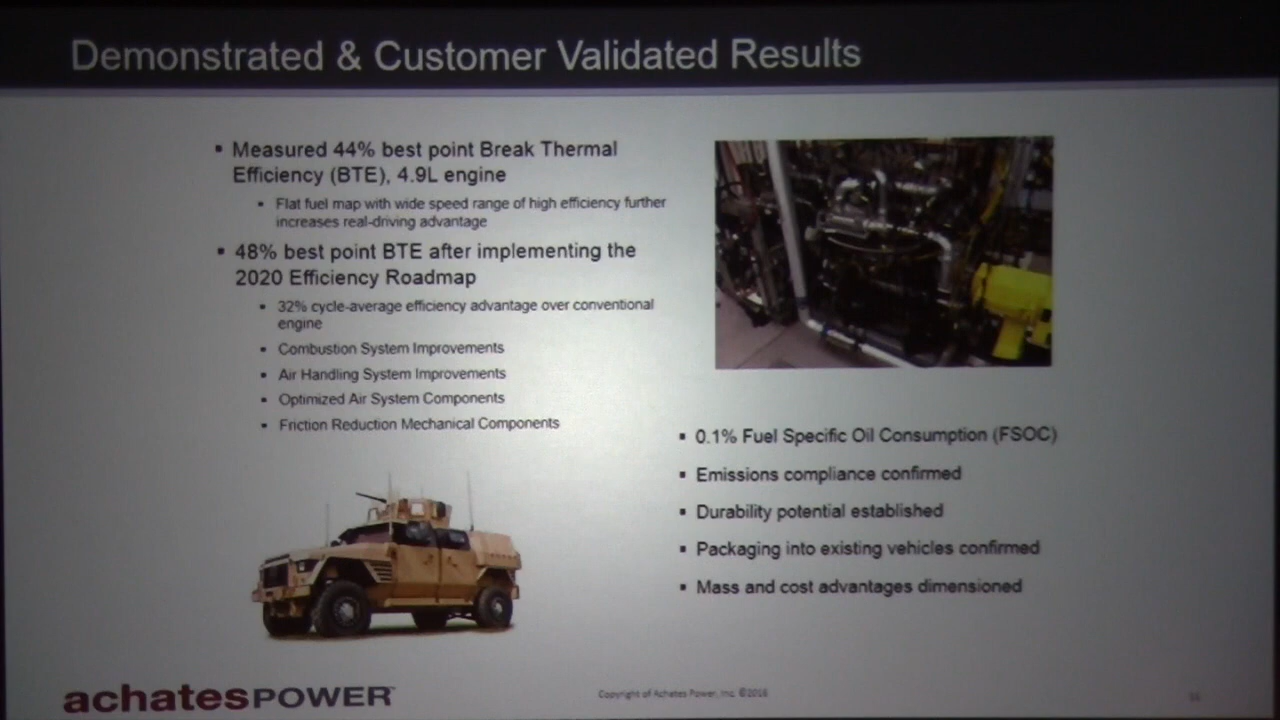 Demonstrated & Customer Validated Results
Measured 44% best point Break Thermal
Efficiency (BTE), 4.9L engine
Flat fuel map with wide speed range of high efficiency further
increases real-driving advantage
48% best point BTE after implementing the
2020 Efficiency Roadmap
32% cycle-average efficiency advantage over conventional
engine
Combustion System Improvements
Air Handling System Improvements
Optimized Air System Components
Friction Reduction Mechanical Components
0.1% Fuel Specific Oil Consumption (FSOC)
Emissions compliance confirmed
Durability potential established
Packaging into existing vehicles confirmed
Mass and cost advantages dimensioned
achatesPOWER
Copyright of Achates Power, Inc. ©2016